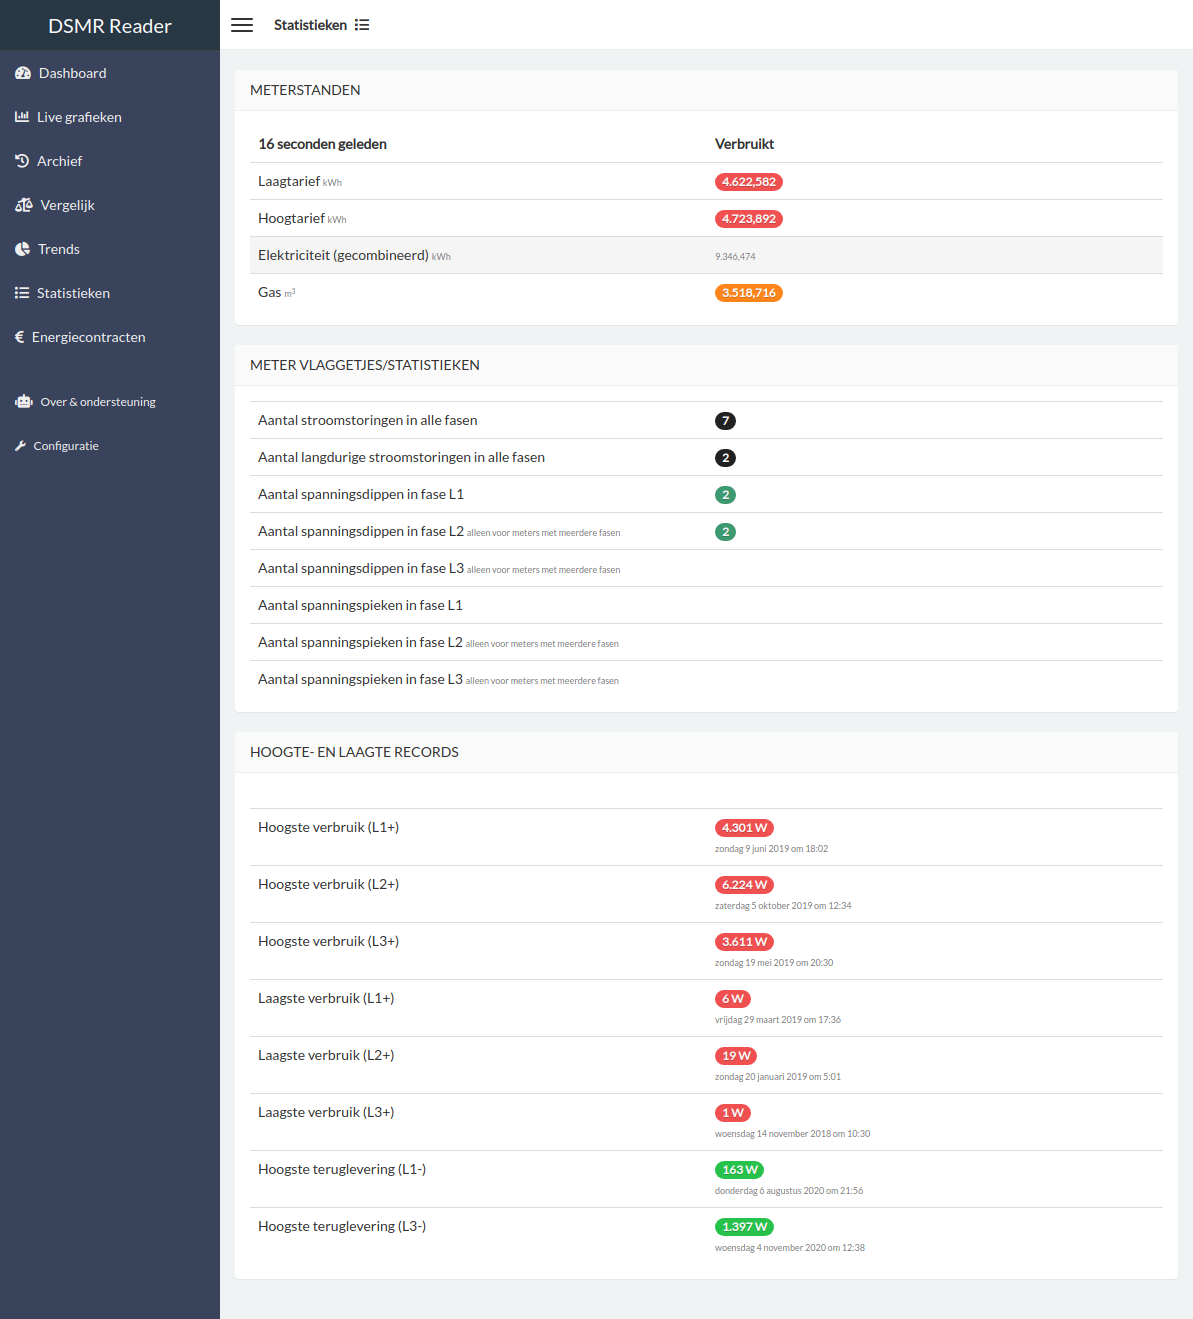 DSMR Reader
Statistieken
Dashboard
Live grafieken
Archief
Vergelijk
Trends
Statistieken
Energiecontracten
Over & ondersteuning
Configuratie
METERSTANDEN
16 seconden geleden Verbruikt
Laagtarief kWh 4.622,582
Hoogtarief kWh 4.723,892
Elektriciteit (gecombineerd) kWh 9.346,474
Gas m³ 3.518,716
METER VLAGGETJES/STATISTIEKEN
Aantal stroomstoringen in alle fasen 7
Aantal langdurige stroomstoringen in alle fasen 2
Aantal spanningsdippen in fase L1 2
Aantal spanningsdippen in fase L2 alleen voor meters met meerdere fasen 2
Aantal spanningsdippen in fase L3 alleen voor meters met meerdere fasen
Aantal spanningspieken in fase L1
Aantal spanningspieken in fase L2 alleen voor meters met meerdere fasen
Aantal spanningspieken in fase L3 alleen voor meters met meerdere fasen
HOOGTE- EN LAAGTE RECORDS
Hoogste verbruik (L1+) 4.301 W
zondag 9 juni 2019 om 18:02
Hoogste verbruik (L2+) 6.224 W
zaterdag 5 oktober 2019 om 12:34
Hoogste verbruik (L3+) 3.611 W
zondag 19 mei 2019 om 20:30
Laagste verbruik (L1+) 6 W
vrijdag 29 maart 2019 om 17:36
Laagste verbruik (L2+) 19 W
zondag 20 januari 2019 om 5:01
Laagste verbruik (L3+) 1 W
woensdag 14 november 2018 om 10:30
Hoogste teruglevering (L1-) 163 W
donderdag 6 augustus 2020 om 21:56
Hoogste teruglevering (L3-) 1.397 W
woensdag 4 november 2020 om 12:38